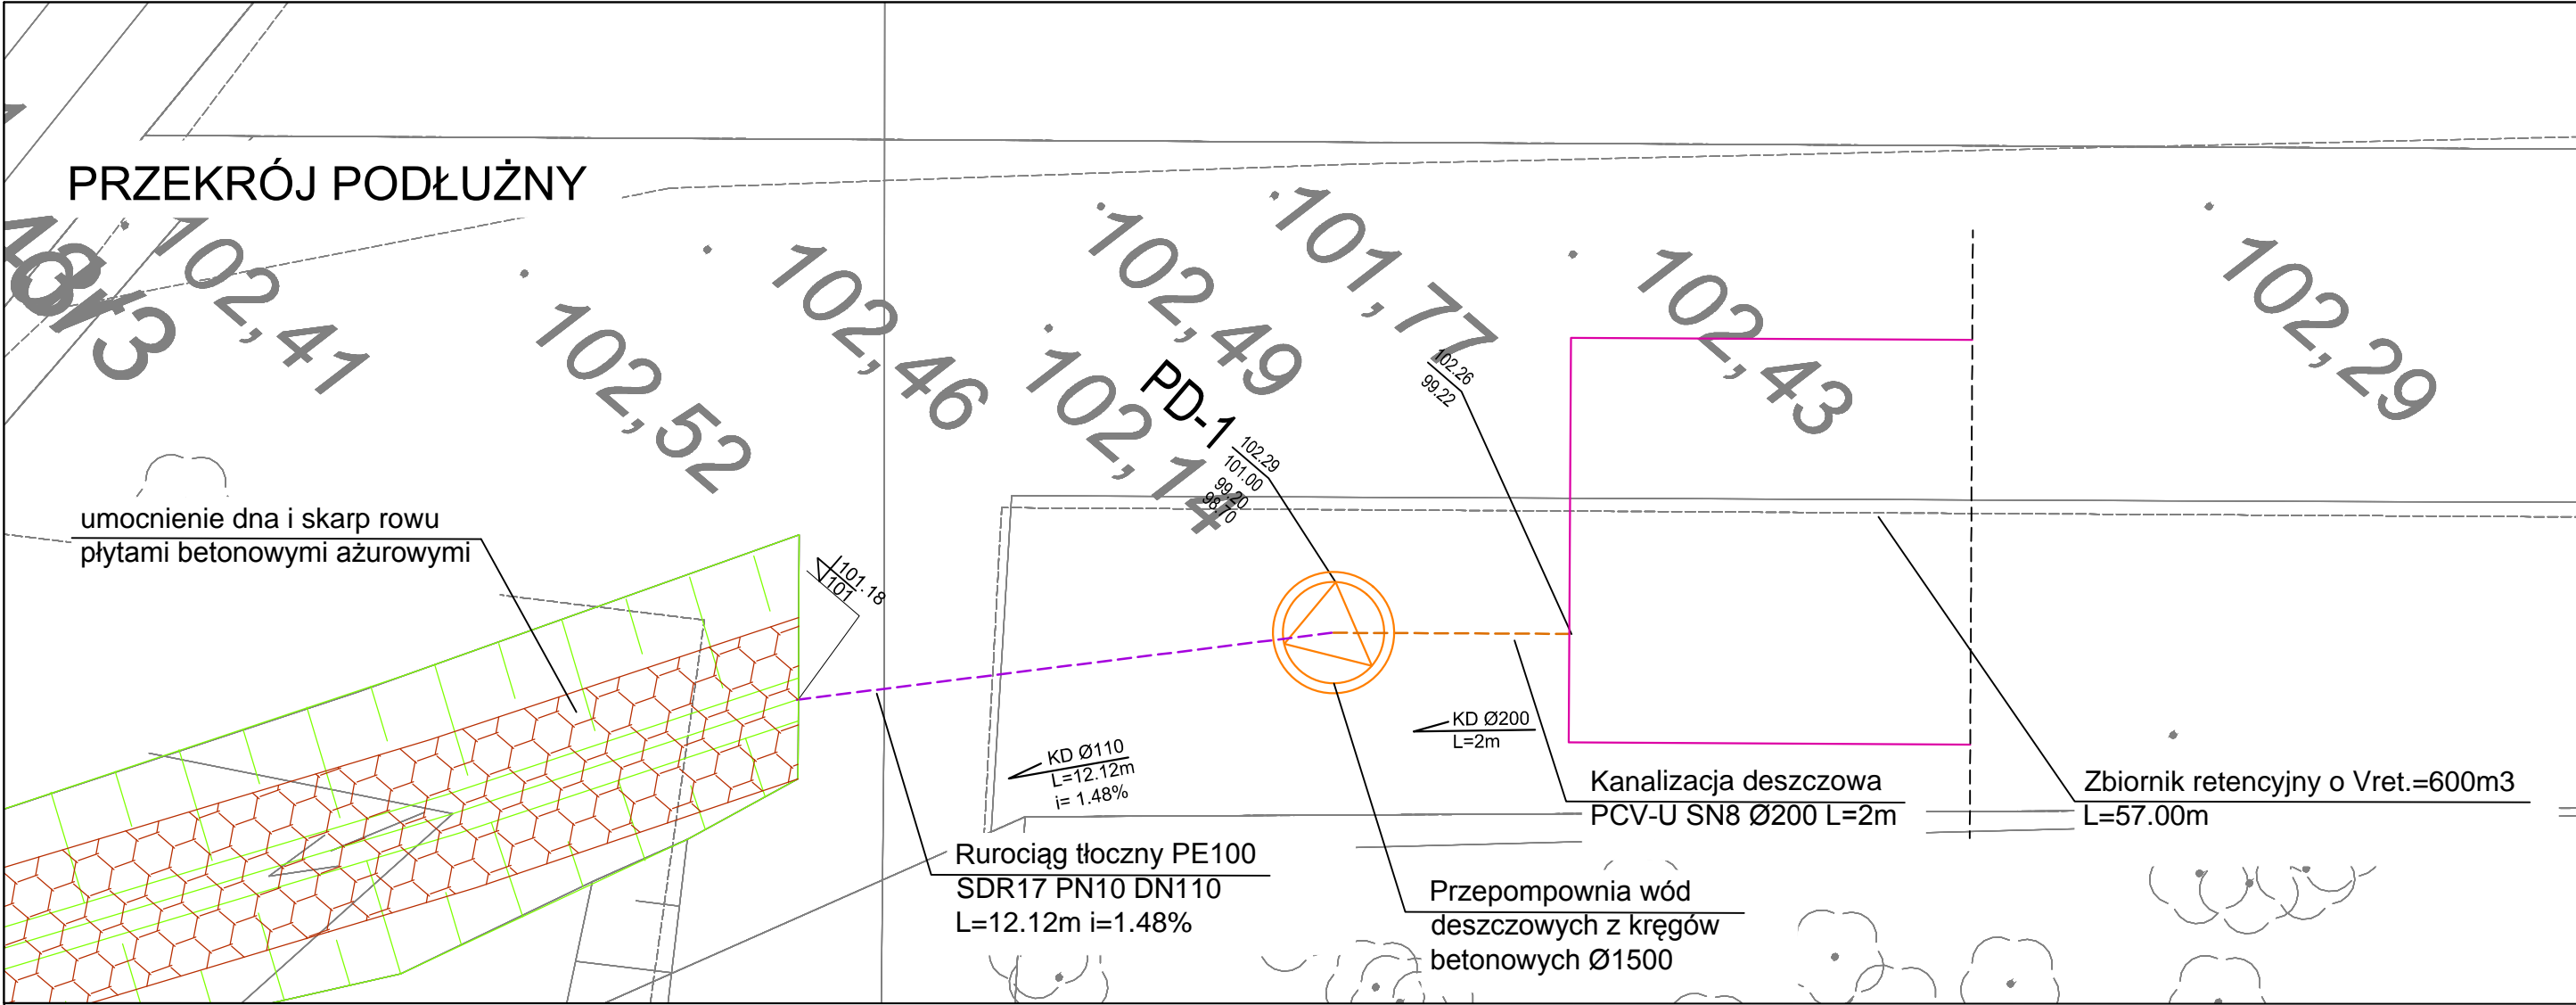 PRZEKRÓJ PODŁUŻNY
102,41
102,52
102,46
102,49
101,77
102,14
102,43
102,29
PD-1
102.29
101.00
99.20
98.70
102.26
99.22
umocnienie dna i skarp rowu
płytami betonowymi ażurowymi
101.18
101
KD Ø110
L=12.12m
i= 1.48%
KD Ø200
L=2m
Rurociąg tłoczny PE100
SDR17 PN10 DN110
L=12.12m i=1.48%
Przepompownia wód
deszczowych z kręgów
betonowych Ø1500
Kanalizacja deszczowa
PCV-U SN8 Ø200 L=2m
Zbiornik retencyjny o Vret.=600m3
L=57.00m